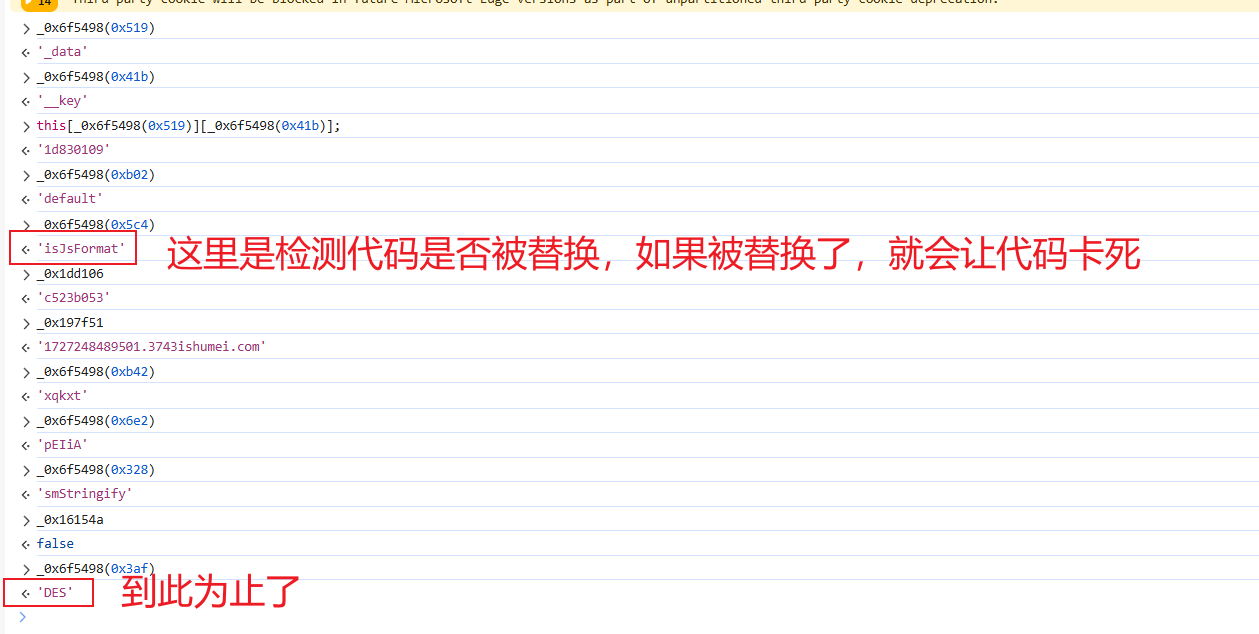 14 Third-party cookie will be blocked in future Microsoft Edge versions as part of unpartitioned third-party cookie deprecation.
> _0x6f5498(0x519)
'_data'
> _0x6f5498(0x41b)
'__key'
> this[_0x6f5498(0x519)][_0x6f5498(0x41b)];
'1d830109'
> _0x6f5498(0xb02)
'default'
> _0x6f5498(0x5c4)
'isJsFormat' 这里是检测代码是否被替换，如果被替换了，就会让代码卡死
> _0x1dd106
'c523b053'
> _0x197f51
'1727248489501.3743ishumei.com'
> _0x6f5498(0xb42)
'xqkxt'
> _0x6f5498(0x6e2)
'pEIiA'
> _0x6f5498(0x328)
'smStringify'
> _0x16154a
false
> _0x6f5498(0x3af)
'DES' 到此为止了
>